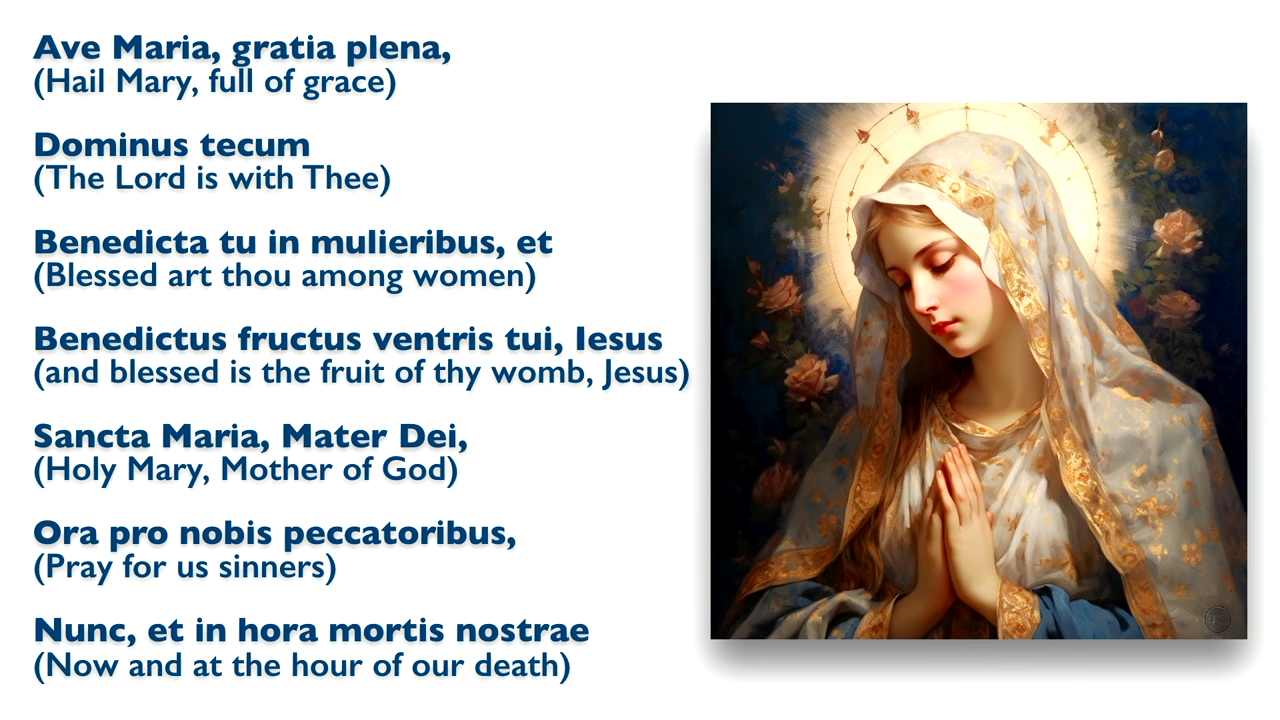 Ave Maria, gratia plena,
(Hail Mary, full of grace)
Dominus tecum
(The Lord is with Thee)
Benedicta tu in mulieribus, et
(Blessed art thou among women)
Benedictus fructus ventris tui, Iesus
(and blessed is the fruit of thy womb, Jesus)
Sancta Maria, Mater Dei,
(Holy Mary, Mother of God)
Ora pro nobis peccatoribus,
(Pray for us sinners)
Nunc, et in hora mortis nostrae
(Now and at the hour of our death)